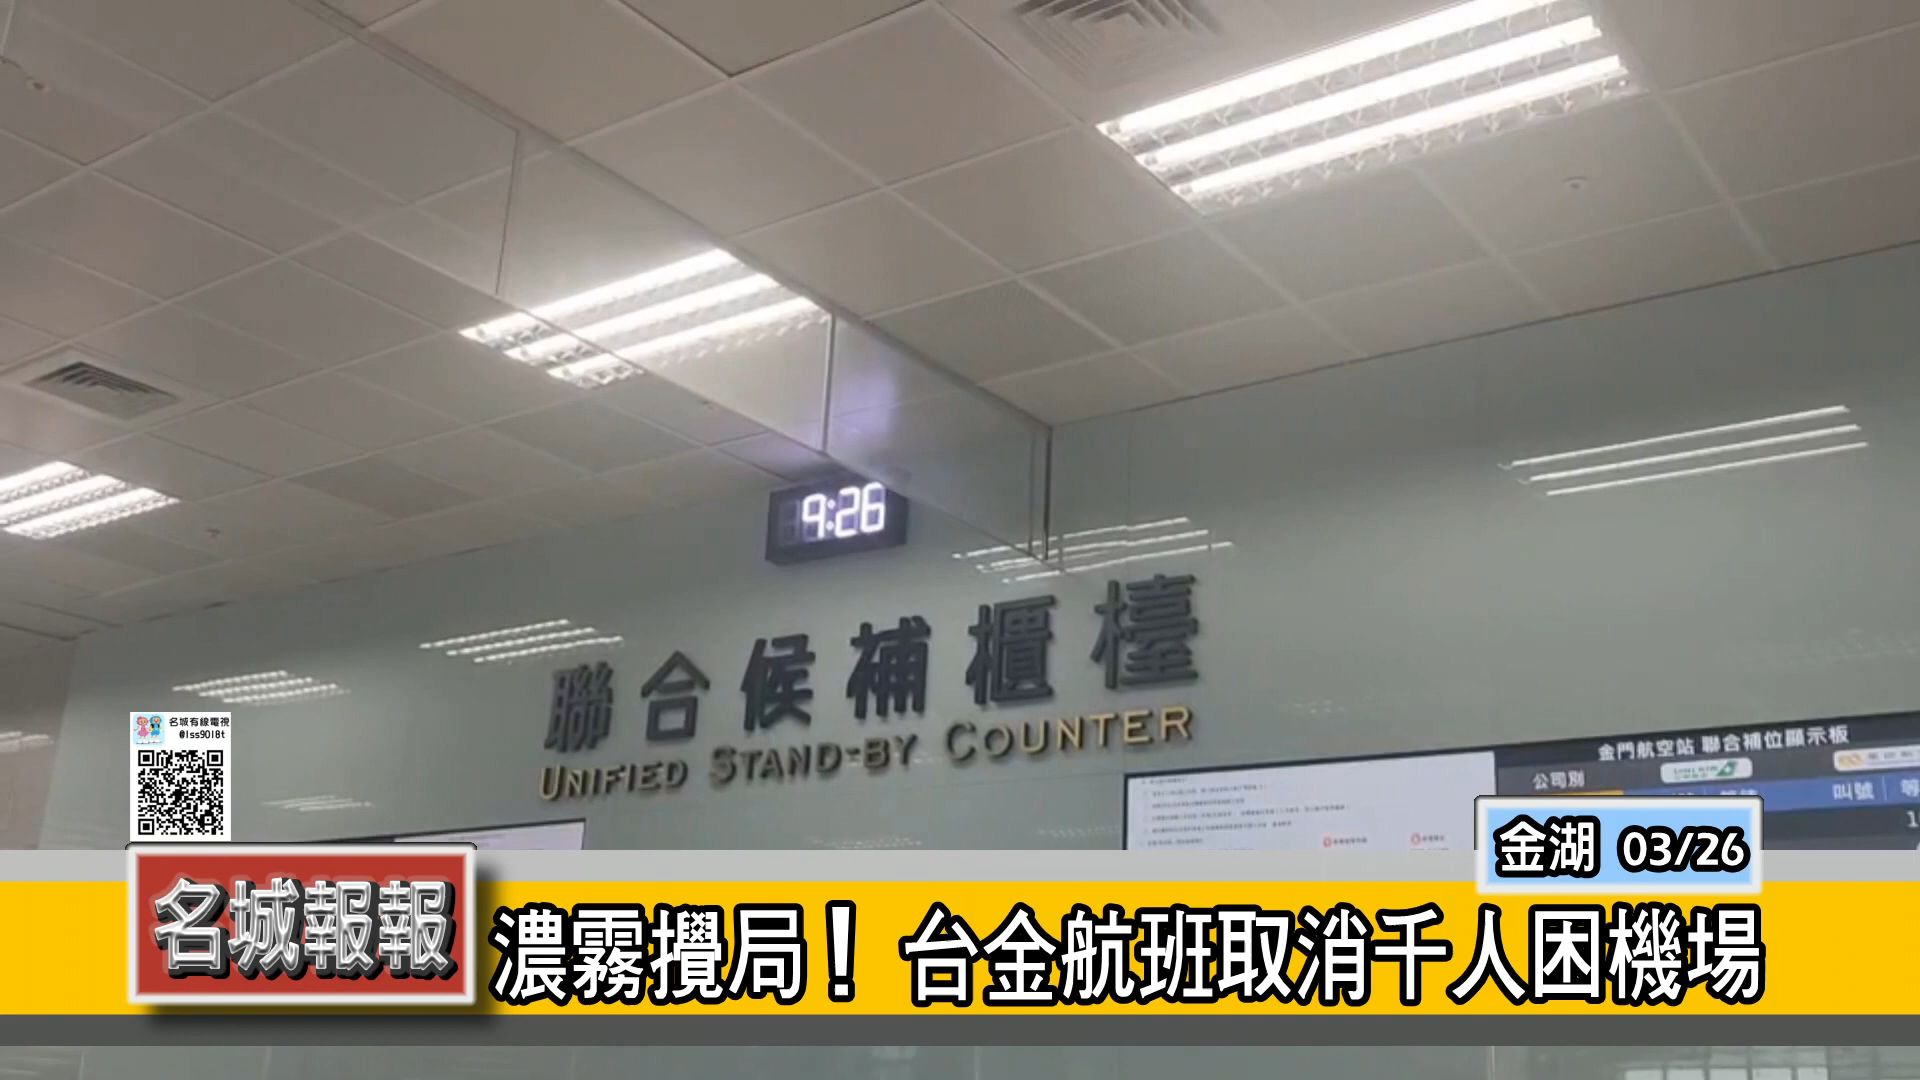 9:26
聯合候補櫃檯
UNIFIED STAND-BY COUNTER
名城有線電視
@lss9018t
金門航空站 聯合補位顯示板
公司別
UNI AIR
叫號
金湖 03/26
名城報報
濃霧攪局！台金航班取消千人困機場